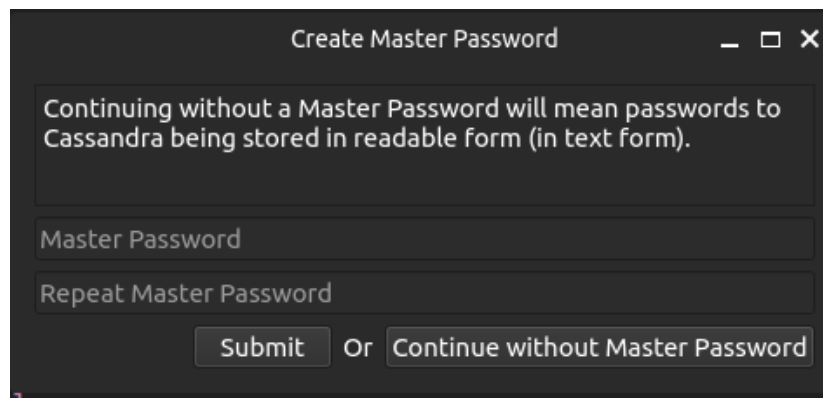 Create Master Password
Continuing without a Master Password will mean passwords to
Cassandra being stored in readable form (in text form).
Master Password
Repeat Master Password
Submit Or Continue without Master Password